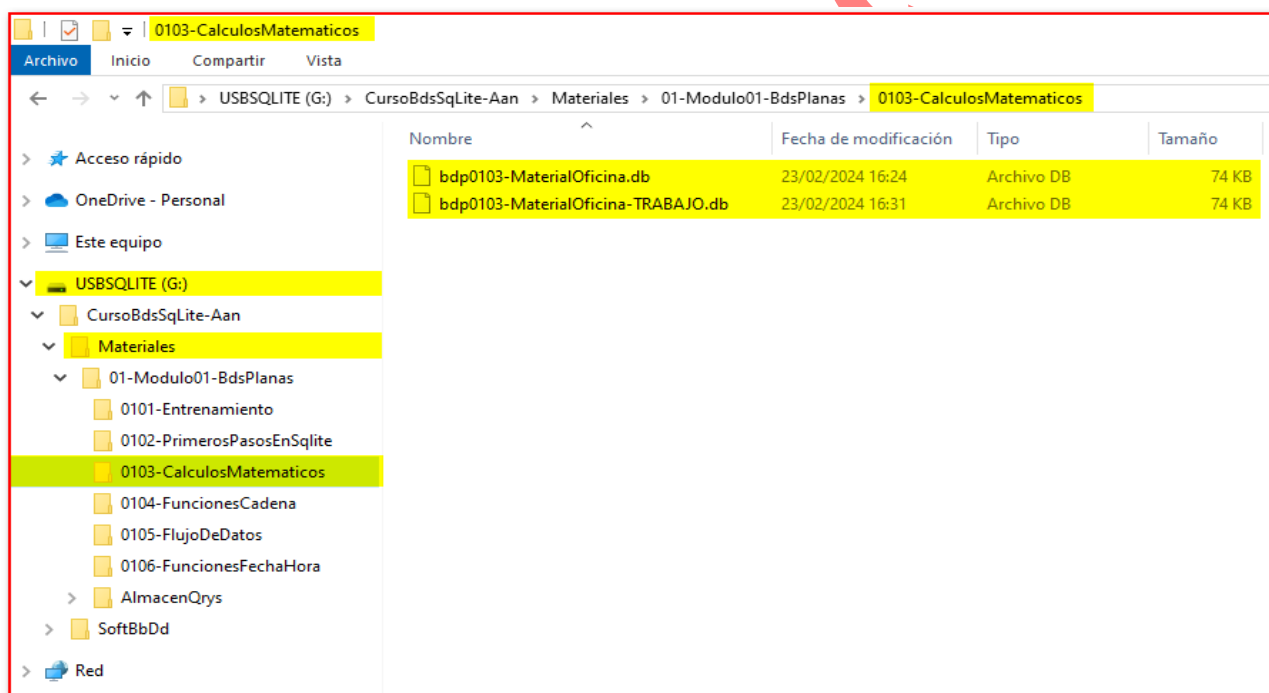 0103-CalculosMatematicos
Archivo Inicio Compartir Vista
USBSQLITE (G:) > CursoBdsSqLite-Aan > Materiales > 01-Modulo01-BdsPlanas > 0103-CalculosMatematicos
Nombre Fecha de modificación Tipo Tamaño
bdp0103-MaterialOficina.db 23/02/2024 16:24 Archivo DB 74 KB
bdp0103-MaterialOficina-TRABAJO.db 23/02/2024 16:31 Archivo DB 74 KB
Acceso rápido
OneDrive - Personal
Este equipo
USBSQLITE (G:)
CursoBdsSqLite-Aan
Materiales
01-Modulo01-BdsPlanas
0101-Entrenamiento
0102-PrimerosPasosEnSqlite
0103-CalculosMatematicos
0104-FuncionesCadena
0105-FlujoDeDatos
0106-FuncionesFechaHora
AlmacenQrys
SoftBbDd
Red